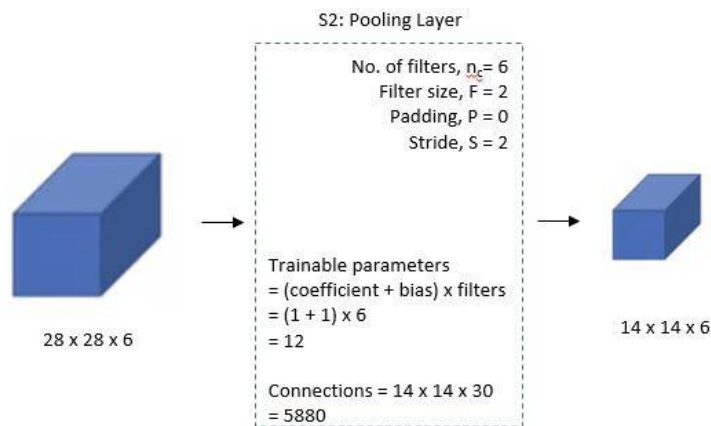 S2: Pooling Layer
No. of filters, nc= 6
Filter size, F = 2
Padding, P = 0
Stride, S = 2
Trainable parameters
= (coefficient + bias) x filters
= (1 + 1) x 6
= 12
Connections = 14 x 14 x 30
= 5880
28 x 28 x 6
14 x 14 x 6